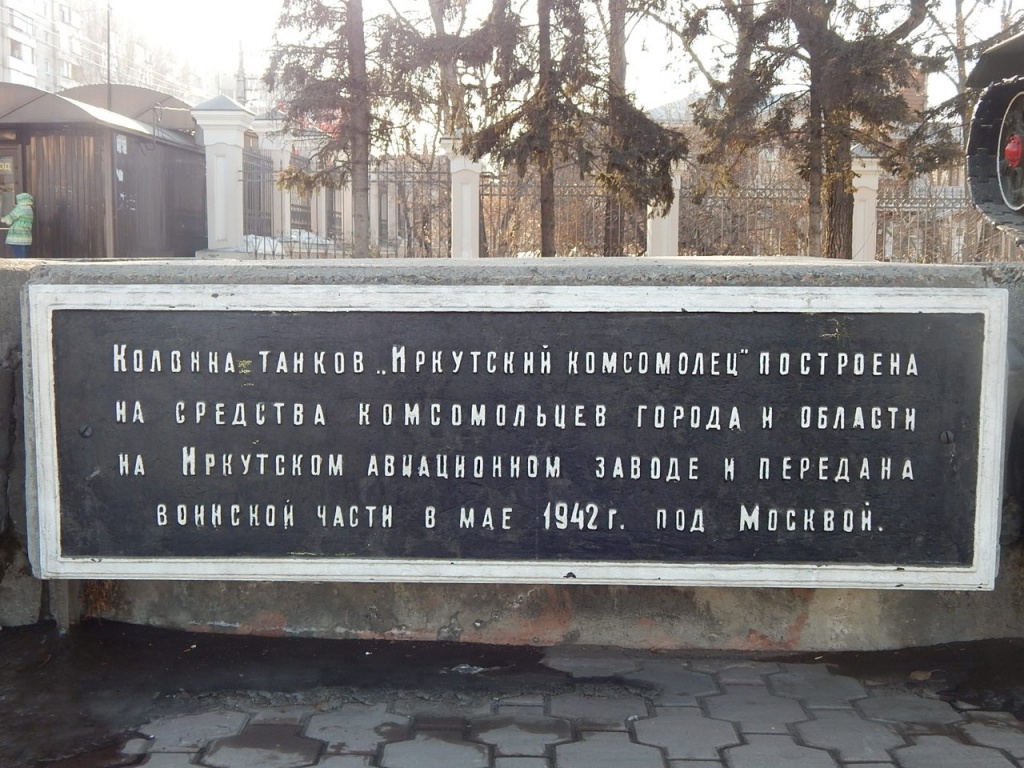 Колонна танков „Иркутский комсомолец" построена
на средства комсомольцев города и области
на Иркутском авиационном заводе и передана
воинской части в мае 1942 г. под Москвой.